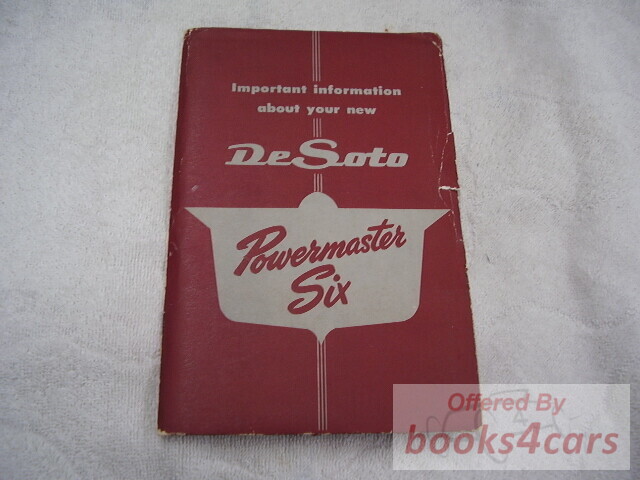 Important information
about your new
DeSoto
Powermaster
Six
Offered By
books4cars